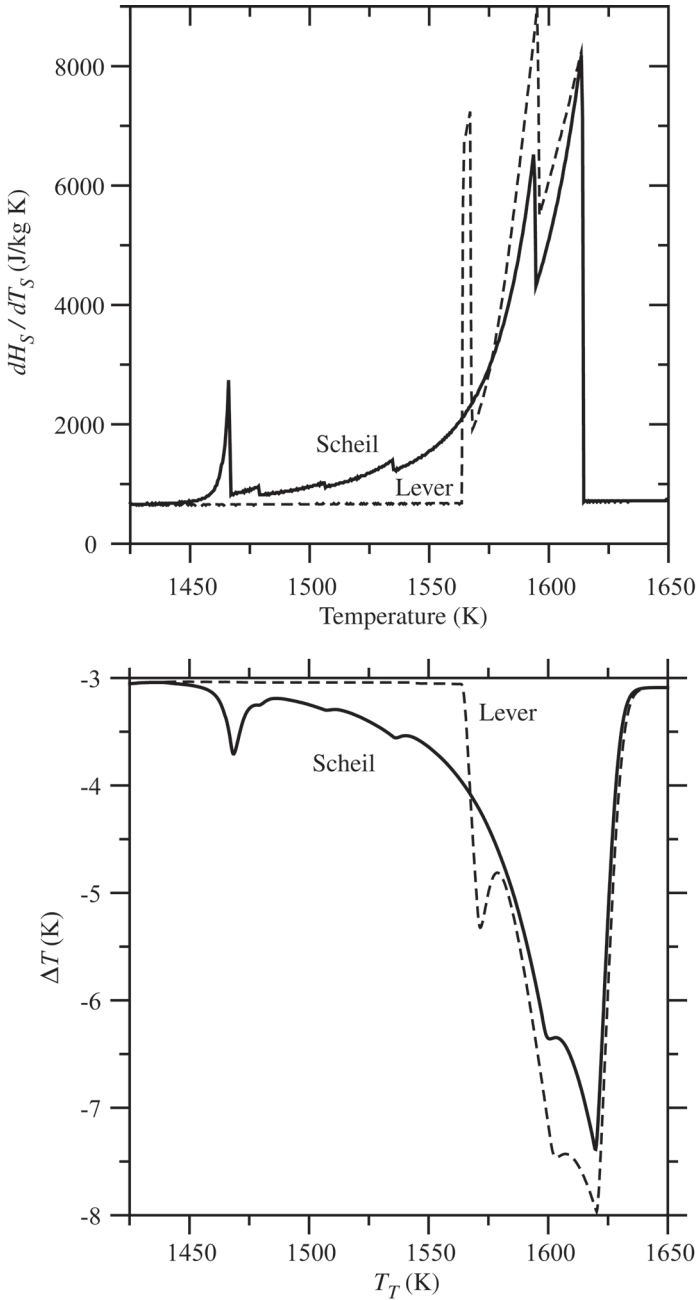 8000
6000
4000
2000
0
dH_S / dT_S (J/kg K)
Scheil
Lever
1450 1500 1550 1600 1650
Temperature (K)
-3
-4
-5
-6
-7
-8
ΔT (K)
Lever
Scheil
1450 1500 1550 1600 1650
T_T (K)